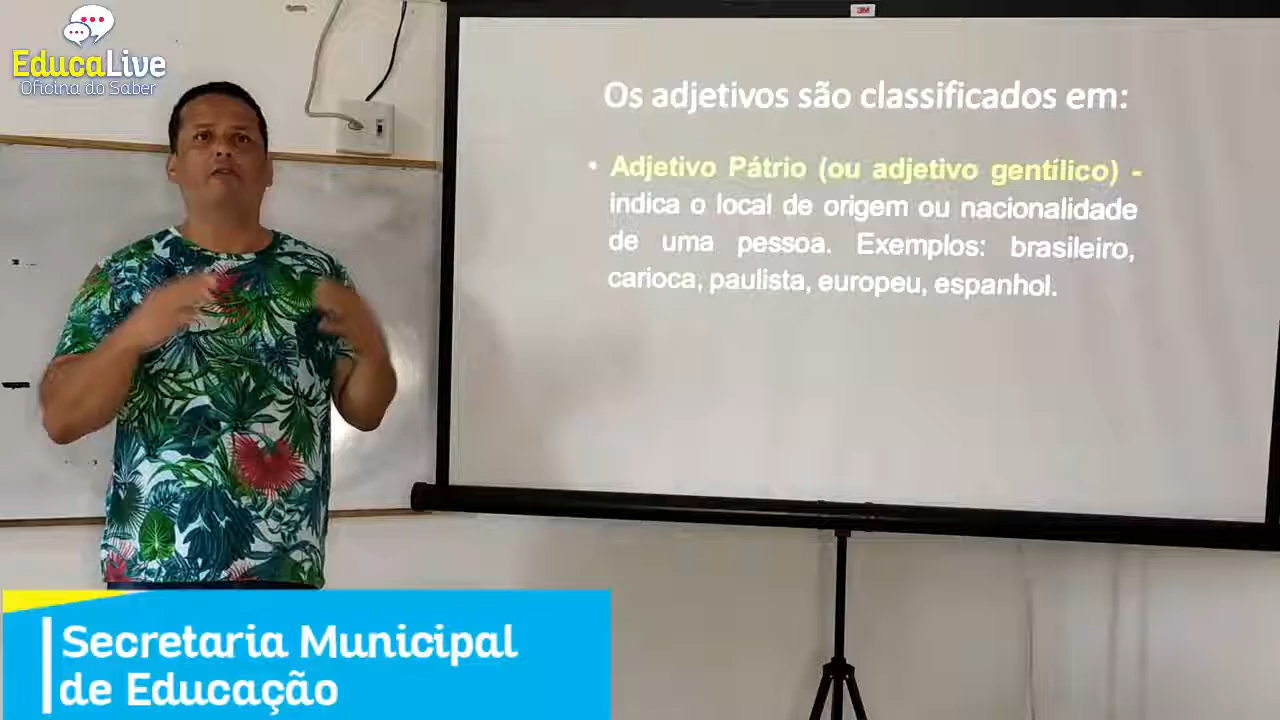 EducaLive
Oficina do Saber
3M
Os adjetivos são classificados em:
• Adjetivo Pátrio (ou adjetivo gentílico) -
indica o local de origem ou nacionalidade
de uma pessoa. Exemplos: brasileiro,
carioca, paulista, europeu, espanhol.
Secretaria Municipal
de Educação